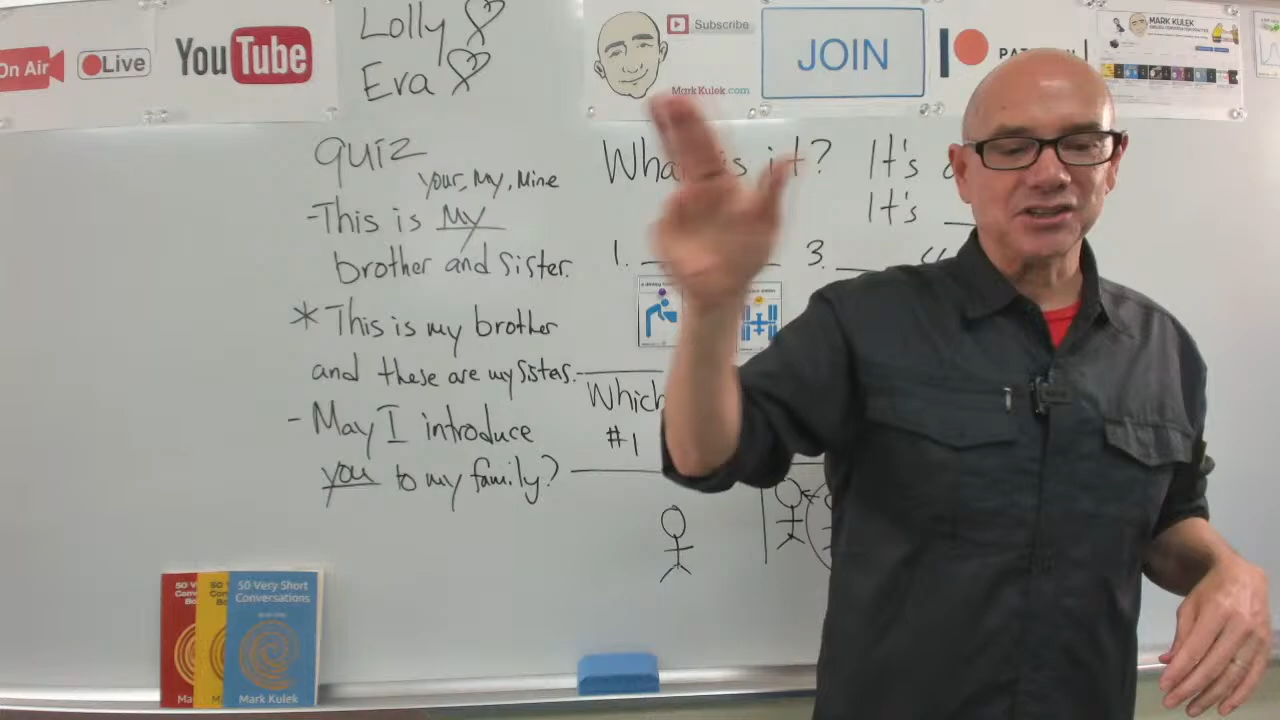 On Air
Live
YouTube
Lolly
Eva
Subscribe
MarkKulek.com
JOIN
MARK KULEK
quiz
your, My, Mine
-This is My
brother and Sister.
*This is my brother
and these are my Sisters.
- May I introduce
you to my family?
What is it? It's
It's
1. 3.
Which
#1
50 Very Short
Conversations
Mark Kulek